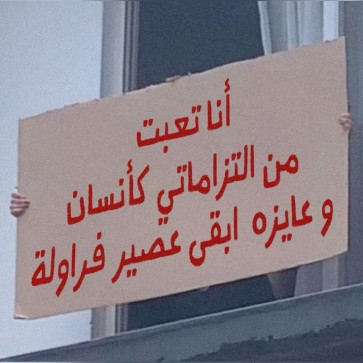 أنا تعبت
من التزاماتي كأنسان
و عايزه ابقى عصير فراولة